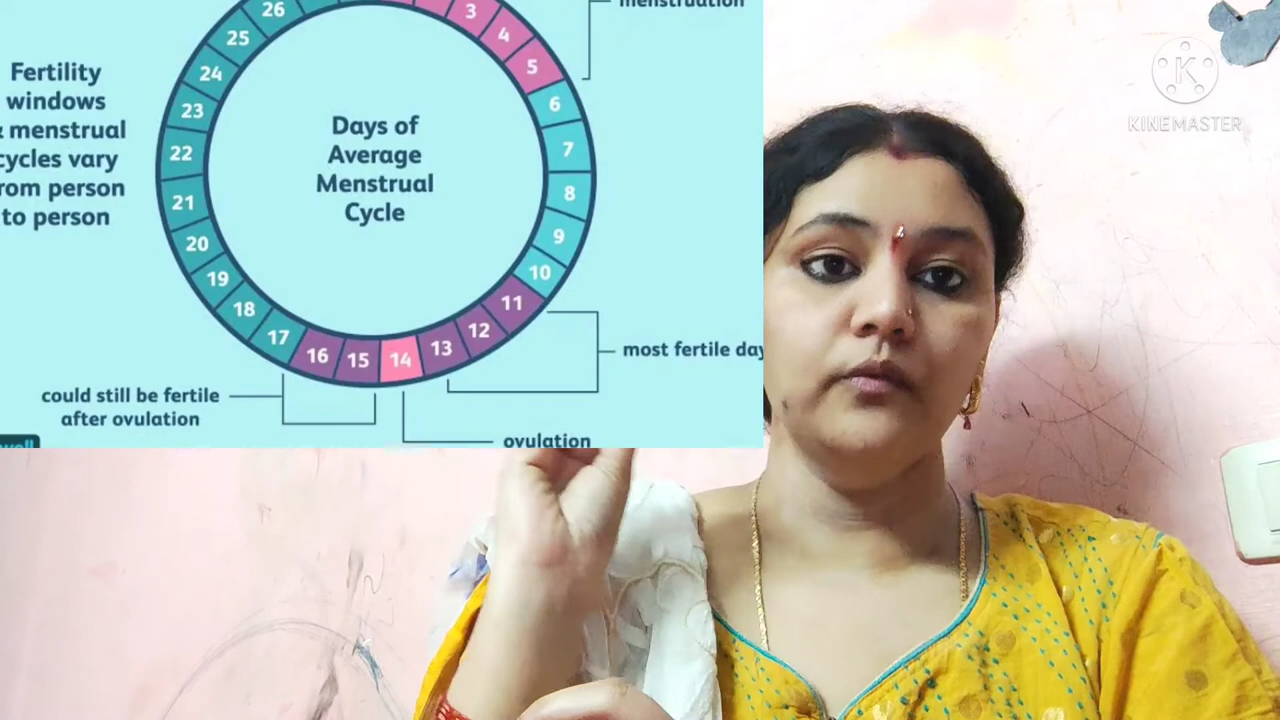 menstruation
26
3
25
4
24
5
23
6
22
7
21
8
20
9
19
10
18
11
17
12
16
15
14
13
Fertility
windows
menstrual
cycles vary
from person
to person
Days of
Average
Menstrual
Cycle
most fertile day
could still be fertile
after ovulation
ovulation
K
KINEMASTER